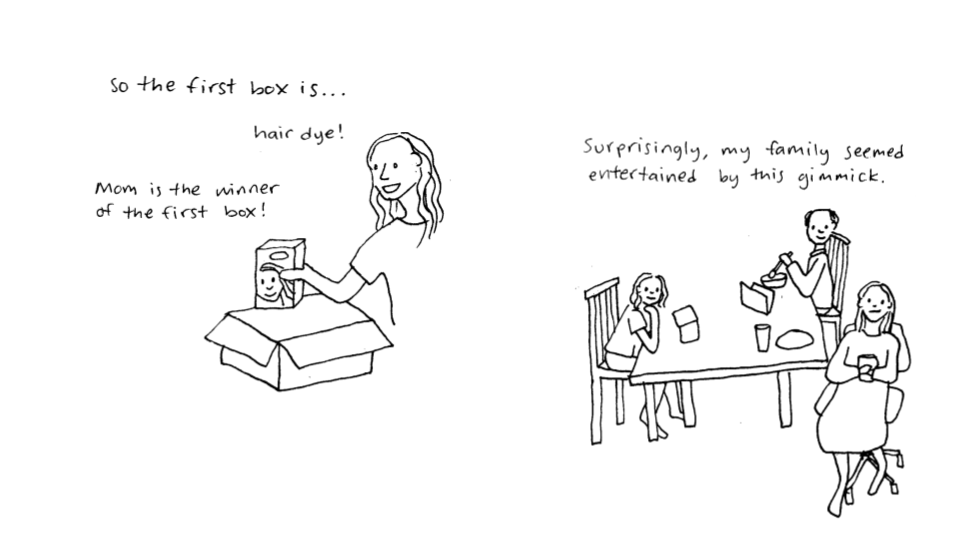 So the first box is...
hair dye!
Mom is the winner
of the first box!
Surprisingly, my family seemed
entertained by this gimmick.